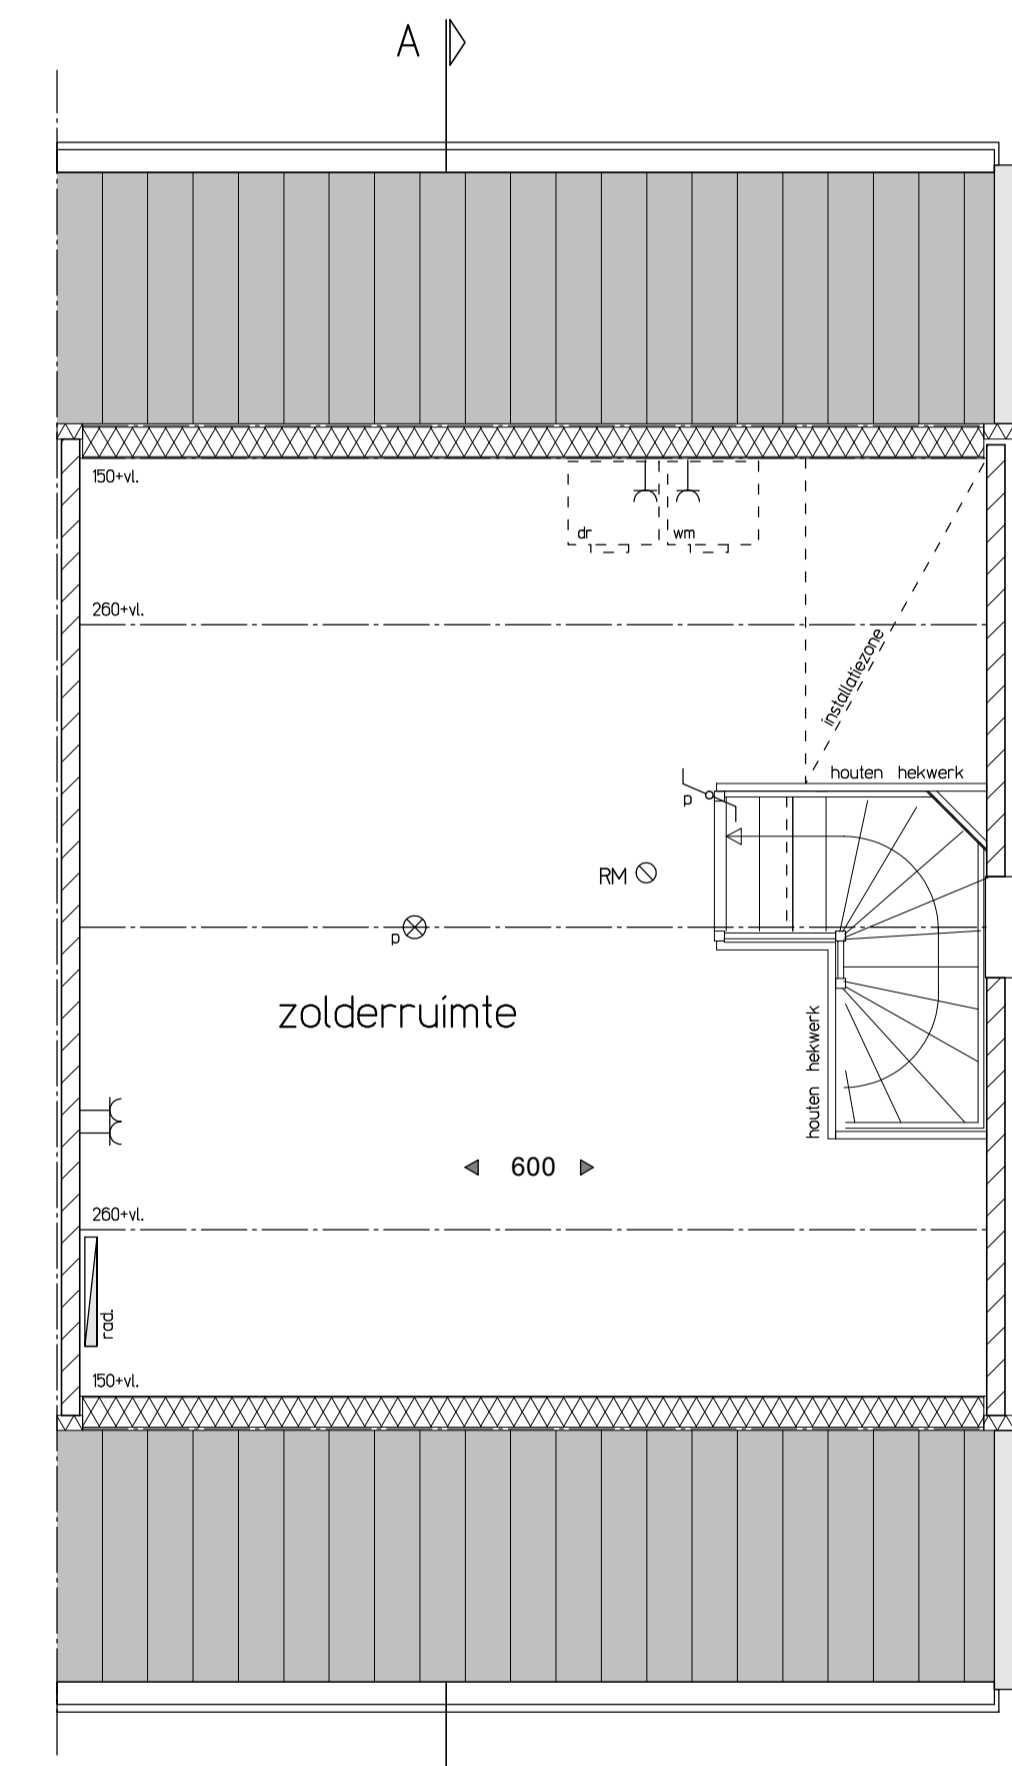 A
150+vl.
dr
wm
260+vl.
installatiezone
houten hekwerk
p
RM
p
zolderruimte
houten hekwerk
600
260+vl.
rad.
150+vl.